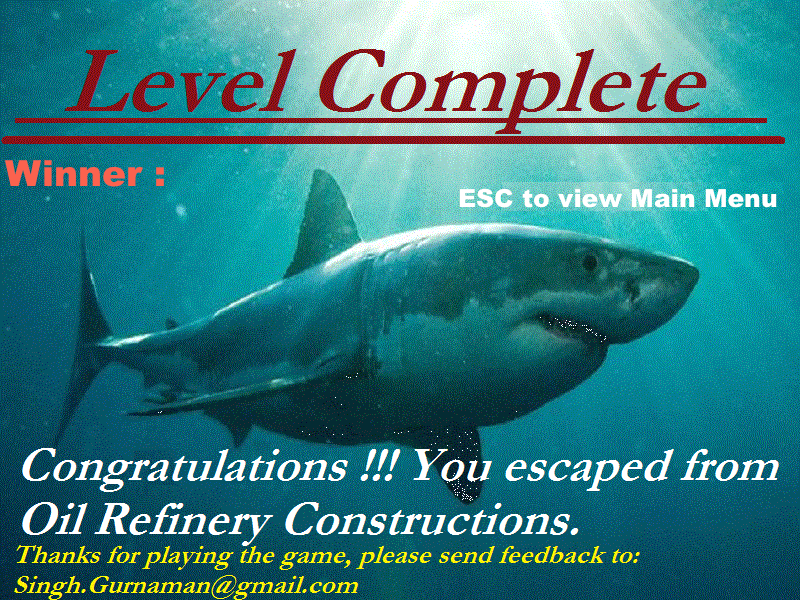 Level Complete
Winner :
ESC to view Main Menu
Congratulations !!! You escaped from
Oil Refinery Constructions.
Thanks for playing the game, please send feedback to:
Singh.Gurnaman@gmail.com